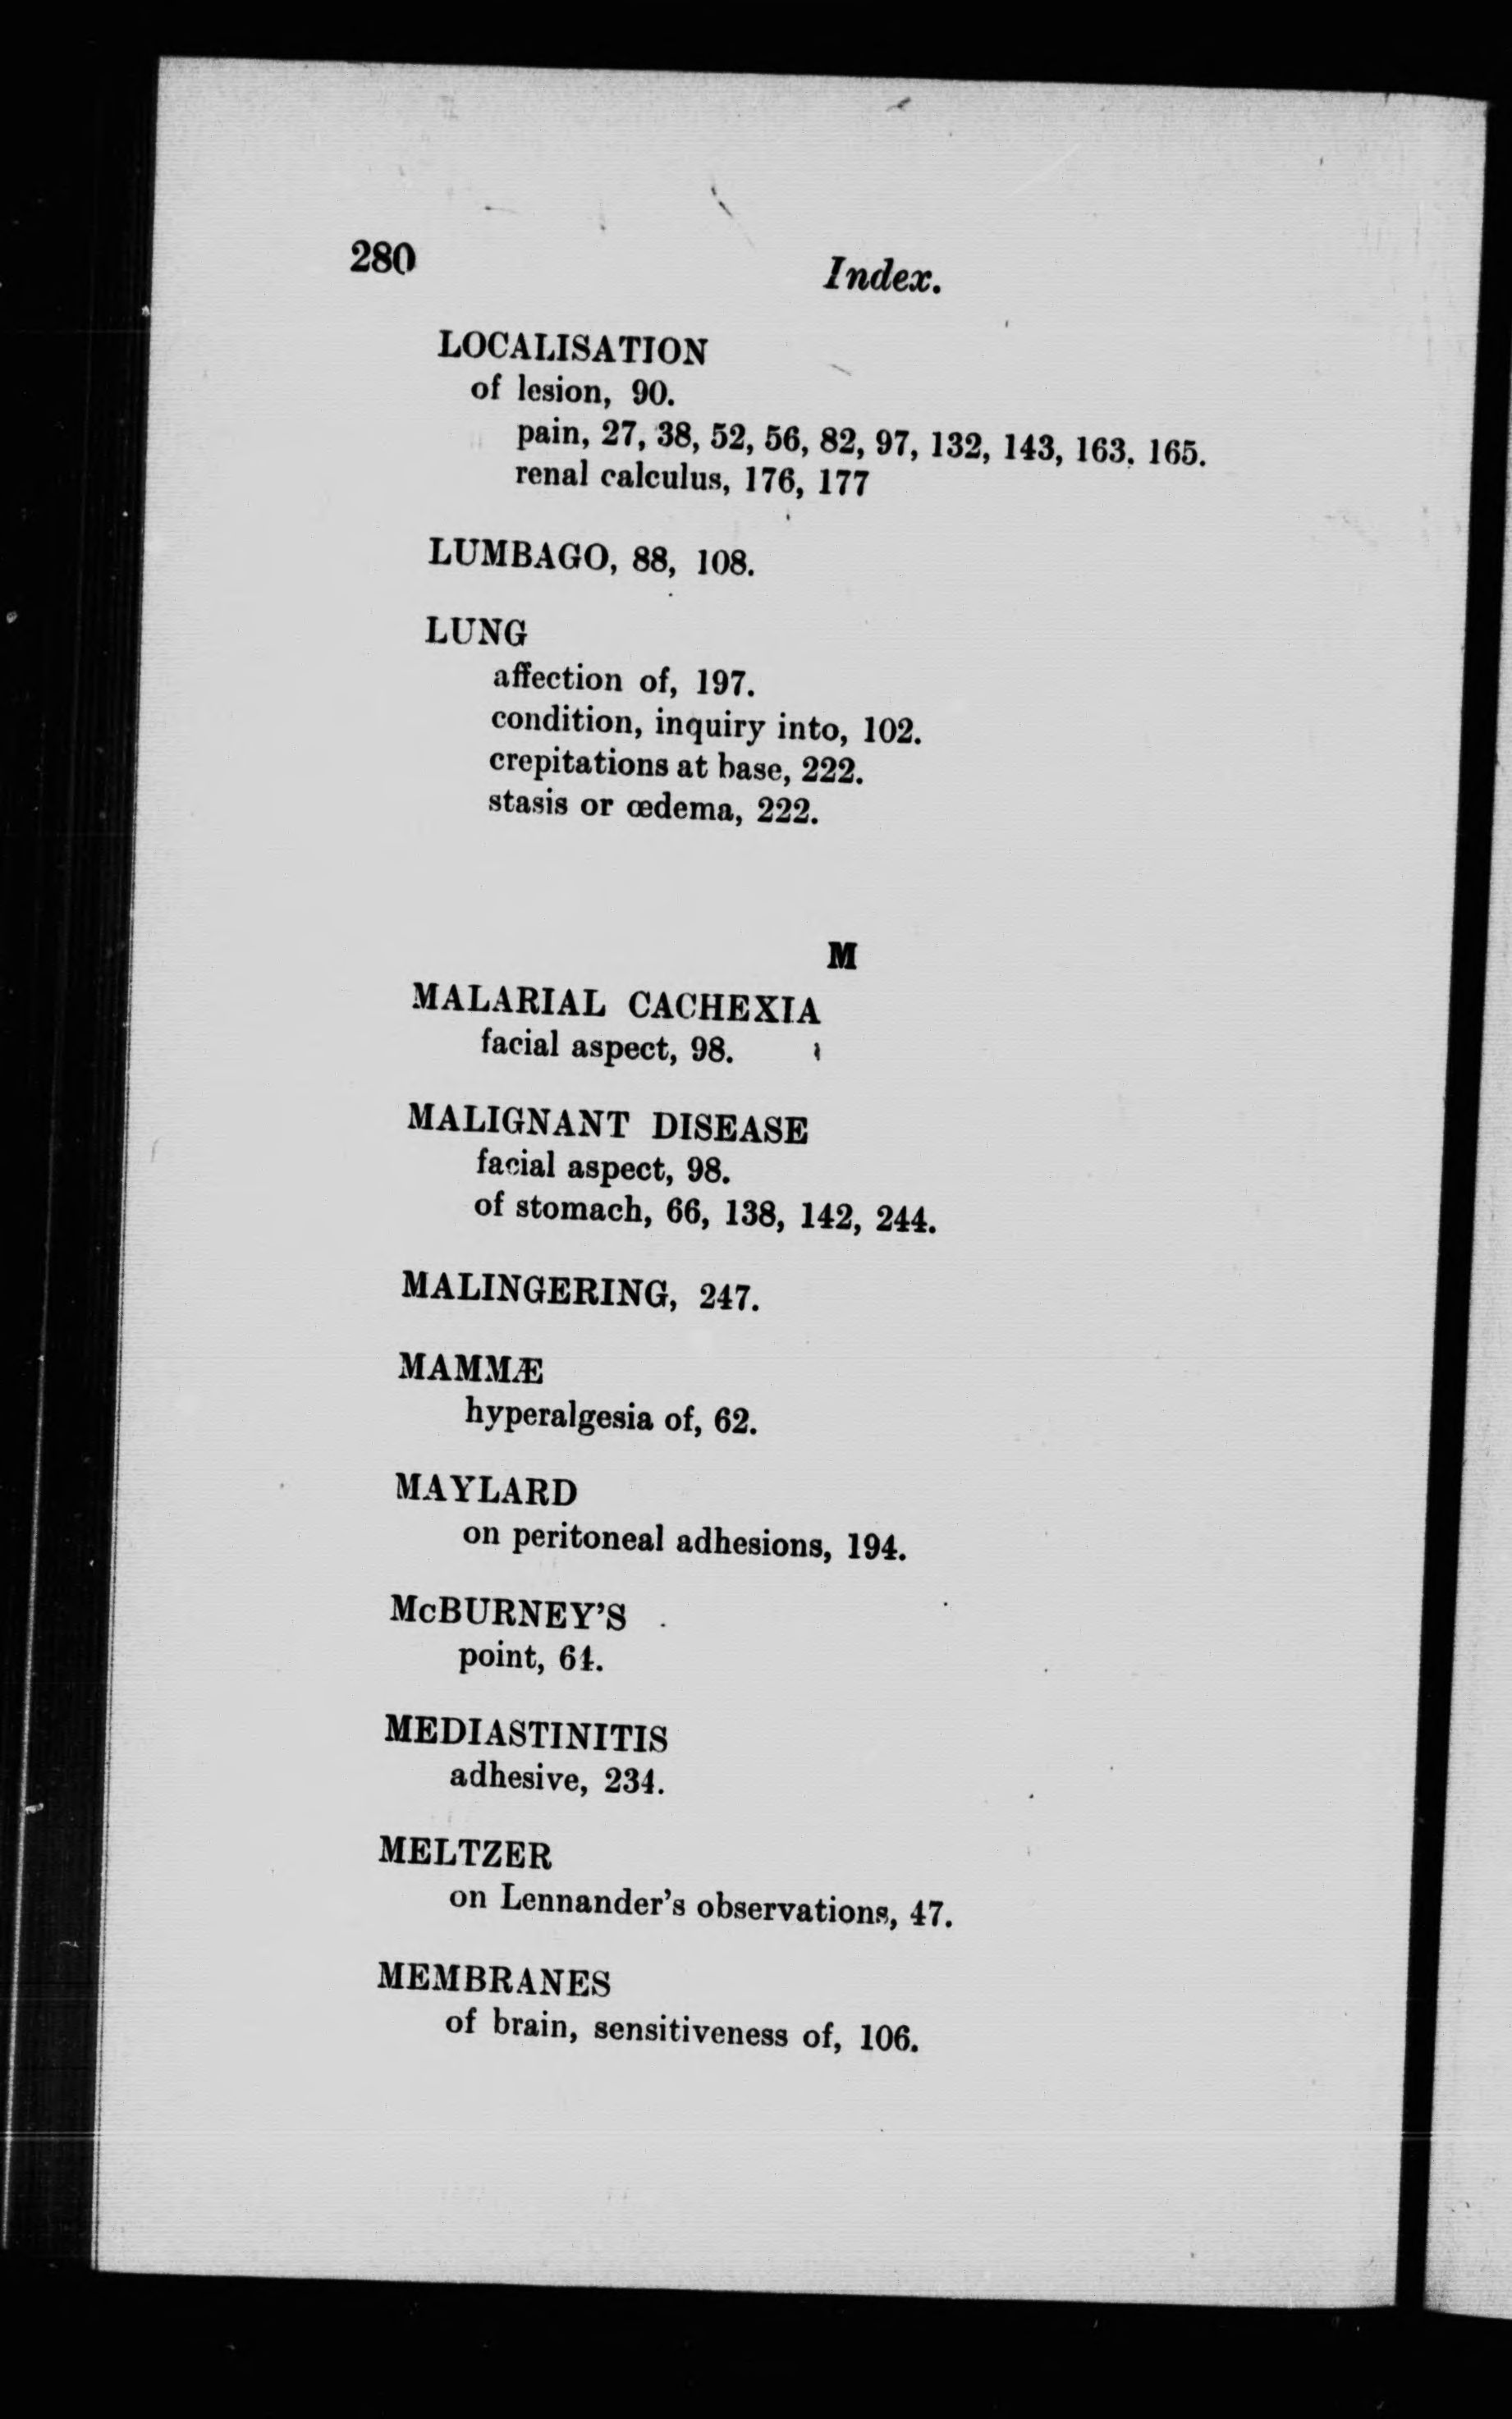 280
Index.
LOCALISATION
of lesion, 90.
pain, 27, 38, 52, 56, 82, 97, 132, 143, 163, 165.
renal calculus, 176, 177
LUMBAGO, 88, 108.
LUNG
affection of, 197.
condition, inquiry into, 102.
crepitations at base, 222.
stasis or œdema, 222.
M
MALARIAL CACHEXIA
facial aspect, 98.
MALIGNANT DISEASE
facial aspect, 98.
of stomach, 66, 138, 142, 244.
MALINGERING, 247.
MAMMÆ
hyperalgesia of, 62.
MAYLARD
on peritoneal adhesions, 194.
McBURNEY'S
point, 64.
MEDIASTINITIS
adhesive, 234.
MELTZER
on Lennander's observations, 47.
MEMBRANES
of brain, sensitiveness of, 106.